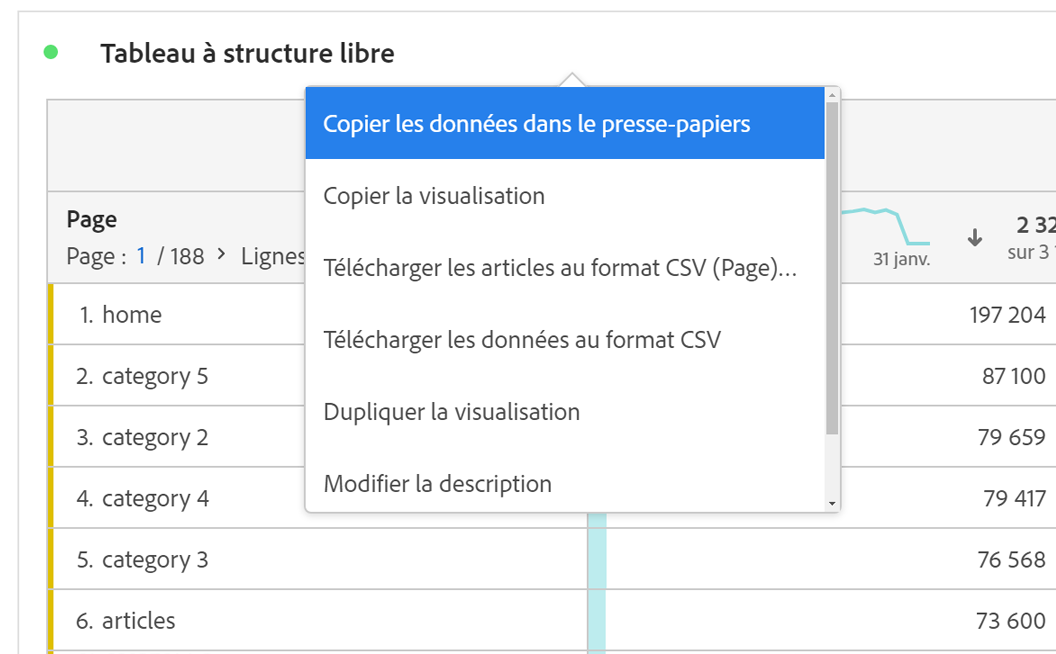 Tableau à structure libre
Copier les données dans le presse-papiers
Copier la visualisation
Télécharger les articles au format CSV (Page)...
Télécharger les données au format CSV
Dupliquer la visualisation
Modifier la description
Page
Page : 1 / 188 > Lignes
31 janv.
2 32
sur 3
1. home 197 204
2. category 5 87 100
3. category 2 79 659
4. category 4 79 417
5. category 3 76 568
6. articles 73 600